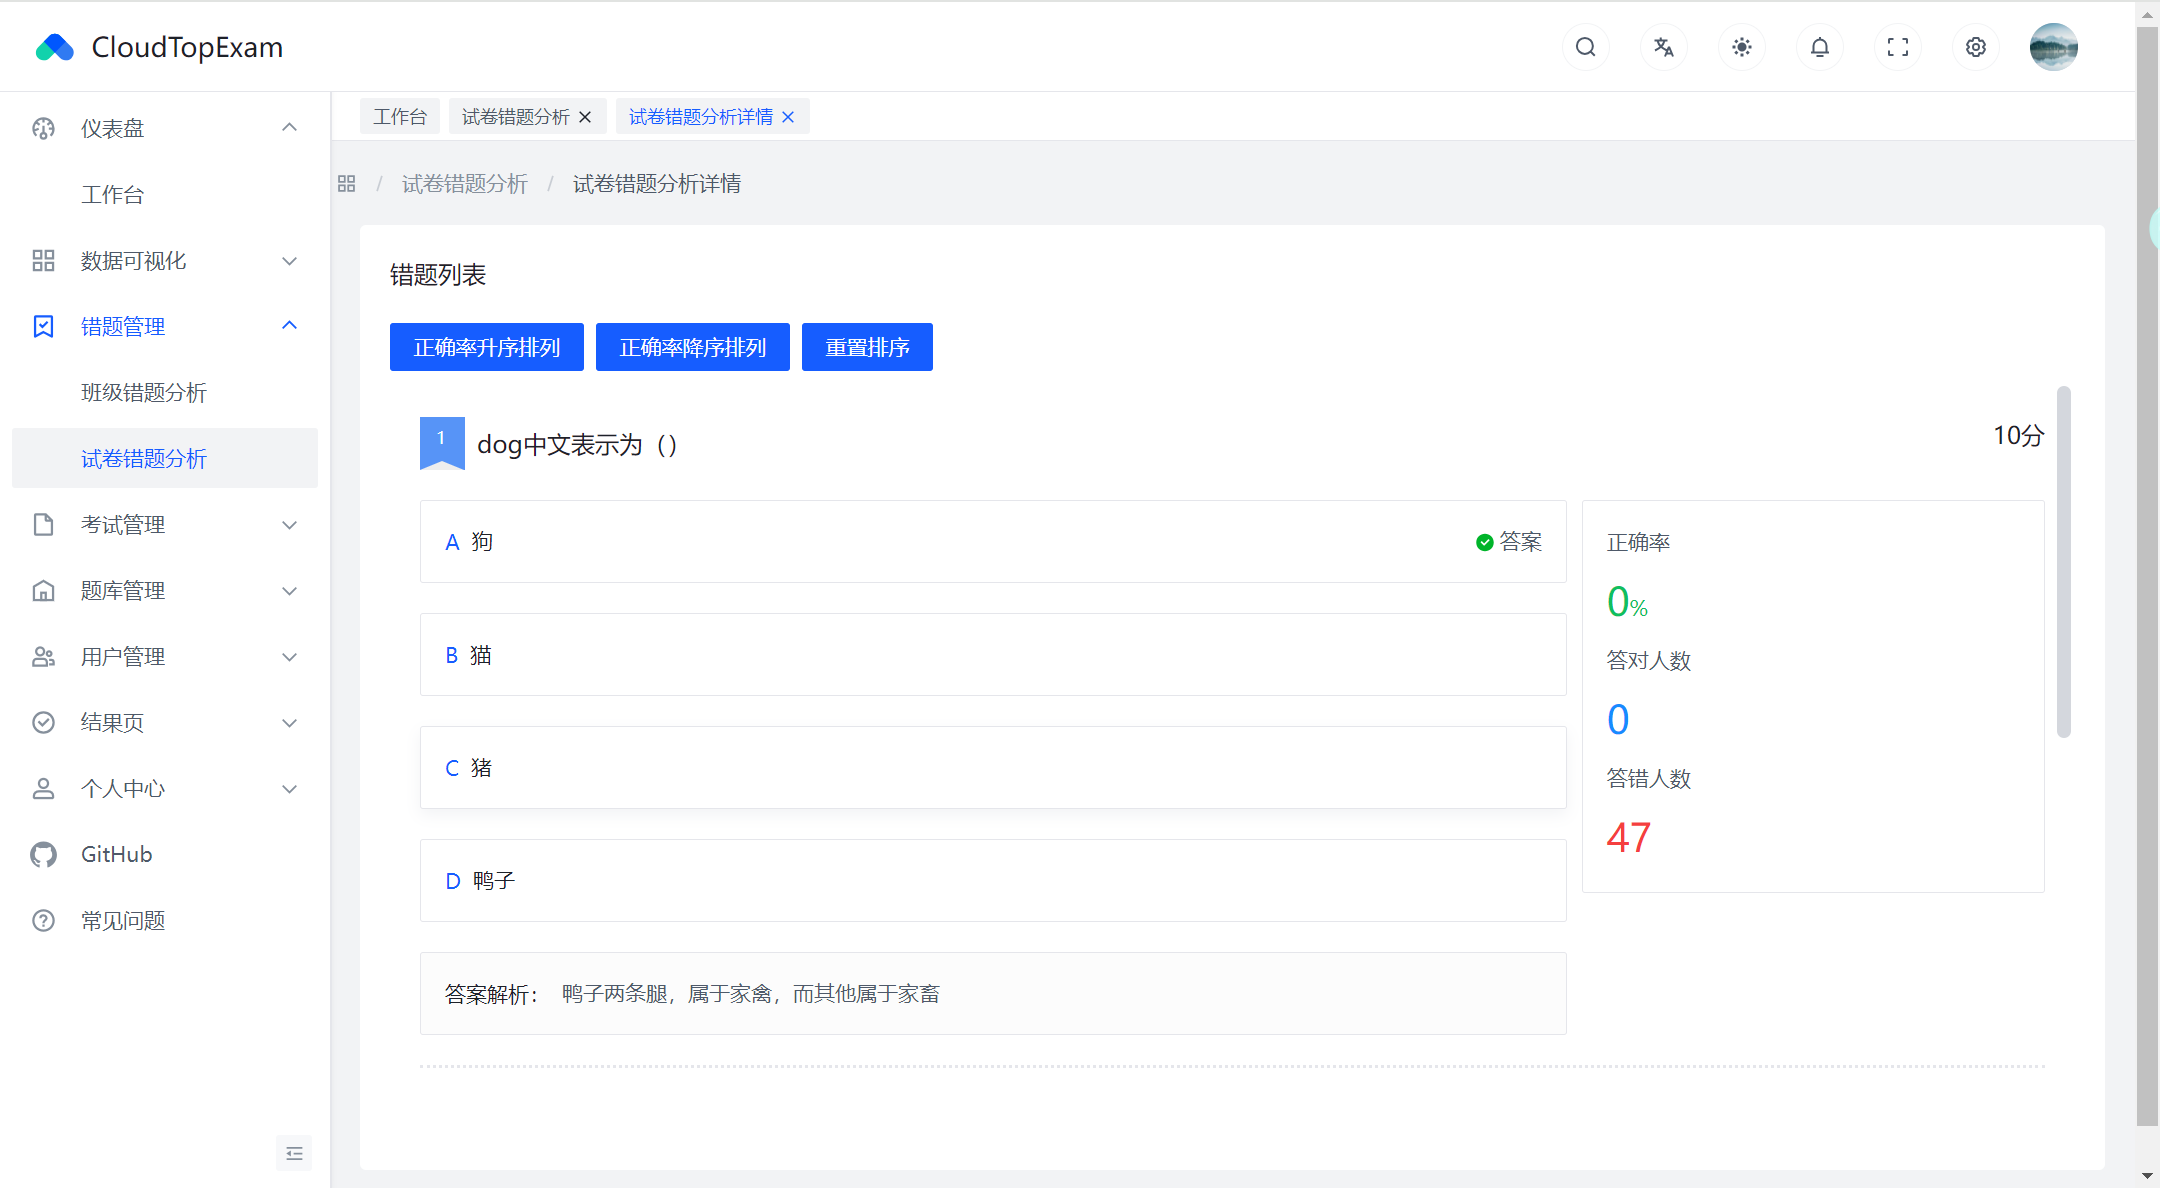 CloudTopExam
仪表盘
工作台
数据可视化
错题管理
班级错题分析
试卷错题分析
考试管理
题库管理
用户管理
结果页
个人中心
GitHub
常见问题
工作台 试卷错题分析 试卷错题分析详情
/ 试卷错题分析 / 试卷错题分析详情
错题列表
正确率升序排列 正确率降序排列 重置排序
1 dog中文表示为（） 10分
A 狗 答案
B 猫
C 猪
D 鸭子
答案解析： 鸭子两条腿，属于家禽，而其他属于家畜
正确率
0%
答对人数
0
答错人数
47